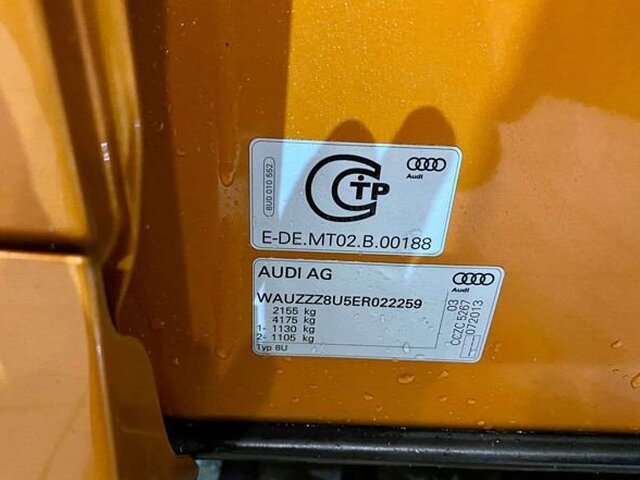 8U0 010 552
CTP
Audi
E-DE.MT02.B.00188
AUDI AG
Audi
WAUZZZ8U5ER022259
2155 kg
4175 kg
1- 1130 kg
2- 1105 kg
Typ 8U
03
CCZC 5267
072013